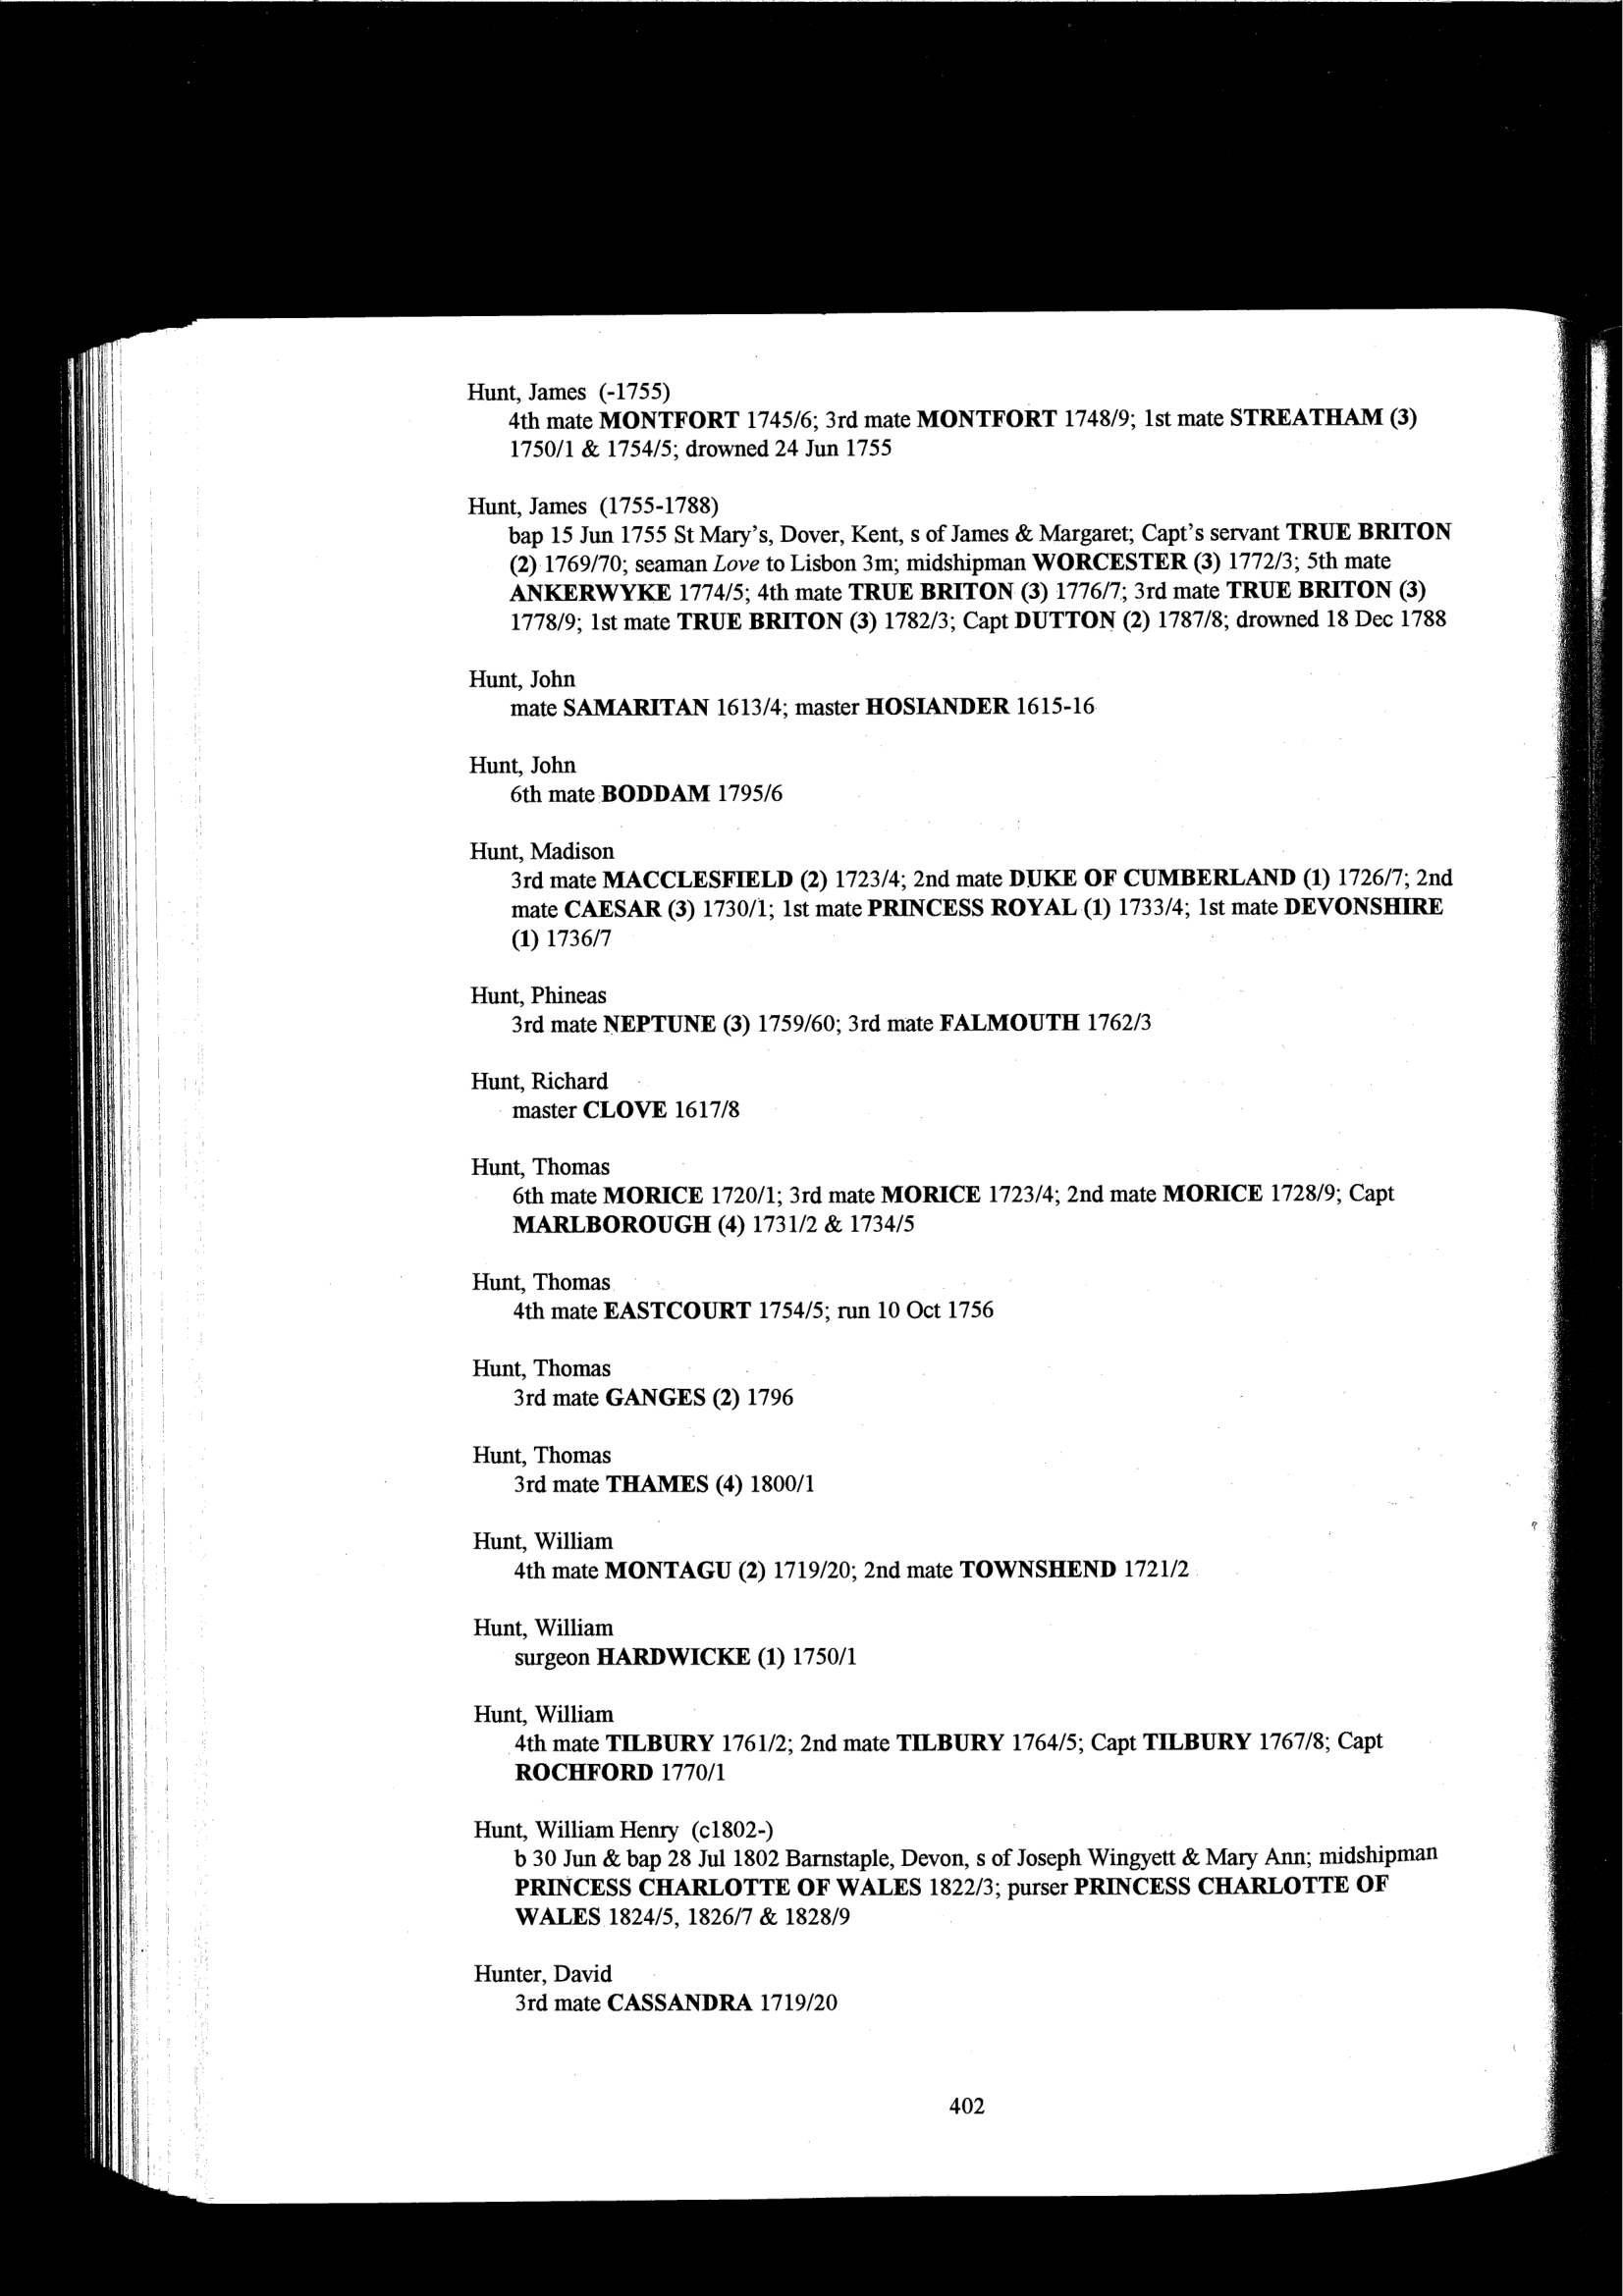 Hunt, James (-1755)
4th mate MONTFORT 1745/6; 3rd mate MONTFORT 1748/9; 1st mate STREATHAM (3)
1750/1 & 1754/5; drowned 24 Jun 1755
Hunt, James (1755-1788)
bap 15 Jun 1755 St Mary's, Dover, Kent, s of James & Margaret; Capt's servant TRUE BRITON
(2) 1769/70; seaman Love to Lisbon 3m; midshipman WORCESTER (3) 1772/3; 5th mate
ANKERWYKE 1774/5; 4th mate TRUE BRITON (3) 1776/7; 3rd mate TRUE BRITON (3)
1778/9; 1st mate TRUE BRITON (3) 1782/3; Capt DUTTON (2) 1787/8; drowned 18 Dec 1788
Hunt, John
mate SAMARITAN 1613/4; master HOSIANDER 1615-16
Hunt, John
6th mate BODDAM 1795/6
Hunt, Madison
3rd mate MACCLESFIELD (2) 1723/4; 2nd mate DUKE OF CUMBERLAND (1) 1726/7; 2nd
mate CAESAR (3) 1730/1; 1st mate PRINCESS ROYAL (1) 1733/4; 1st mate DEVONSHIRE
(1) 1736/7
Hunt, Phineas
3rd mate NEPTUNE (3) 1759/60; 3rd mate FALMOUTH 1762/3
Hunt, Richard
master CLOVE 1617/8
Hunt, Thomas
6th mate MORICE 1720/1; 3rd mate MORICE 1723/4; 2nd mate MORICE 1728/9; Capt
MARLBOROUGH (4) 1731/2 & 1734/5
Hunt, Thomas
4th mate EASTCOURT 1754/5; run 10 Oct 1756
Hunt, Thomas
3rd mate GANGES (2) 1796
Hunt, Thomas
3rd mate THAMES (4) 1800/1
Hunt, William
4th mate MONTAGU (2) 1719/20; 2nd mate TOWNSHEND 1721/2
Hunt, William
surgeon HARDWICKE (1) 1750/1
Hunt, William
4th mate TILBURY 1761/2; 2nd mate TILBURY 1764/5; Capt TILBURY 1767/8; Capt
ROCHFORD 1770/1
Hunt, William Henry (c1802-)
b 30 Jun & bap 28 Jul 1802 Barnstaple, Devon, s of Joseph Wingyett & Mary Ann; midshipman
PRINCESS CHARLOTTE OF WALES 1822/3; purser PRINCESS CHARLOTTE OF
WALES 1824/5, 1826/7 & 1828/9
Hunter, David
3rd mate CASSANDRA 1719/20
402